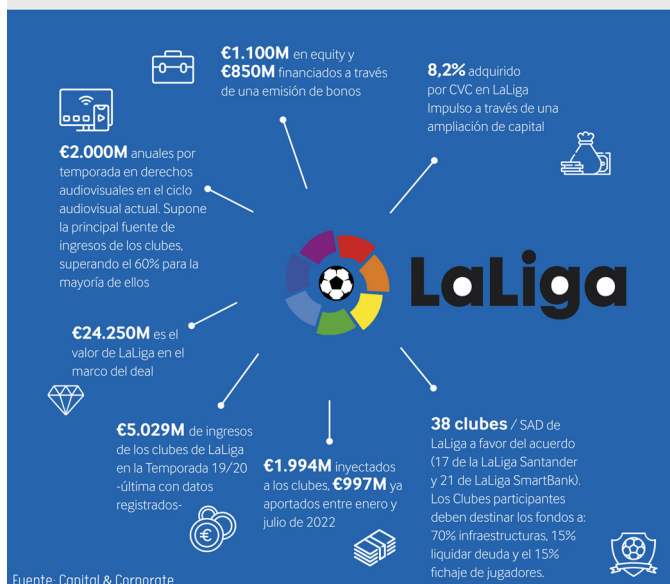 €1.100M en equity y
€850M financiados a través
de una emisión de bonos
8,2% adquirido
por CVC en LaLiga
Impulso a través de una
ampliación de capital
€2.000M anuales por
temporada en derechos
audiovisuales en el ciclo
audiovisual actual. Supone
la principal fuente de
ingresos de los clubes,
superando el 60% para la
mayoría de ellos
LaLiga
€24.250M es el
valor de LaLiga en el
marco del deal
€5.029M de ingresos
de los clubes de LaLiga
en la Temporada 19/20
-última con datos
registrados-
€
€1.994M inyectados
a los clubes, €997M ya
aportados entre enero y
julio de 2022
38 clubes / SAD de
LaLiga a favor del acuerdo
(17 de la LaLiga Santander
y 21 de LaLiga SmartBank).
Los Clubes participantes
deben destinar los fondos a:
70% infraestructuras, 15%
liquidar deuda y el 15%
fichaje de jugadores.
Fuente: Capital & Corporate